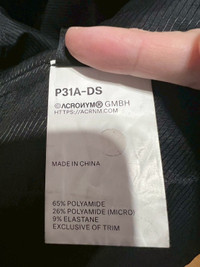 P31A-DS
©ACRONYM® GMBH
HTTPS://ACRNM.COM
MADE IN CHINA
65% POLYAMIDE
26% POLYAMIDE (MICRO)
9% ELASTANE
EXCLUSIVE OF TRIM